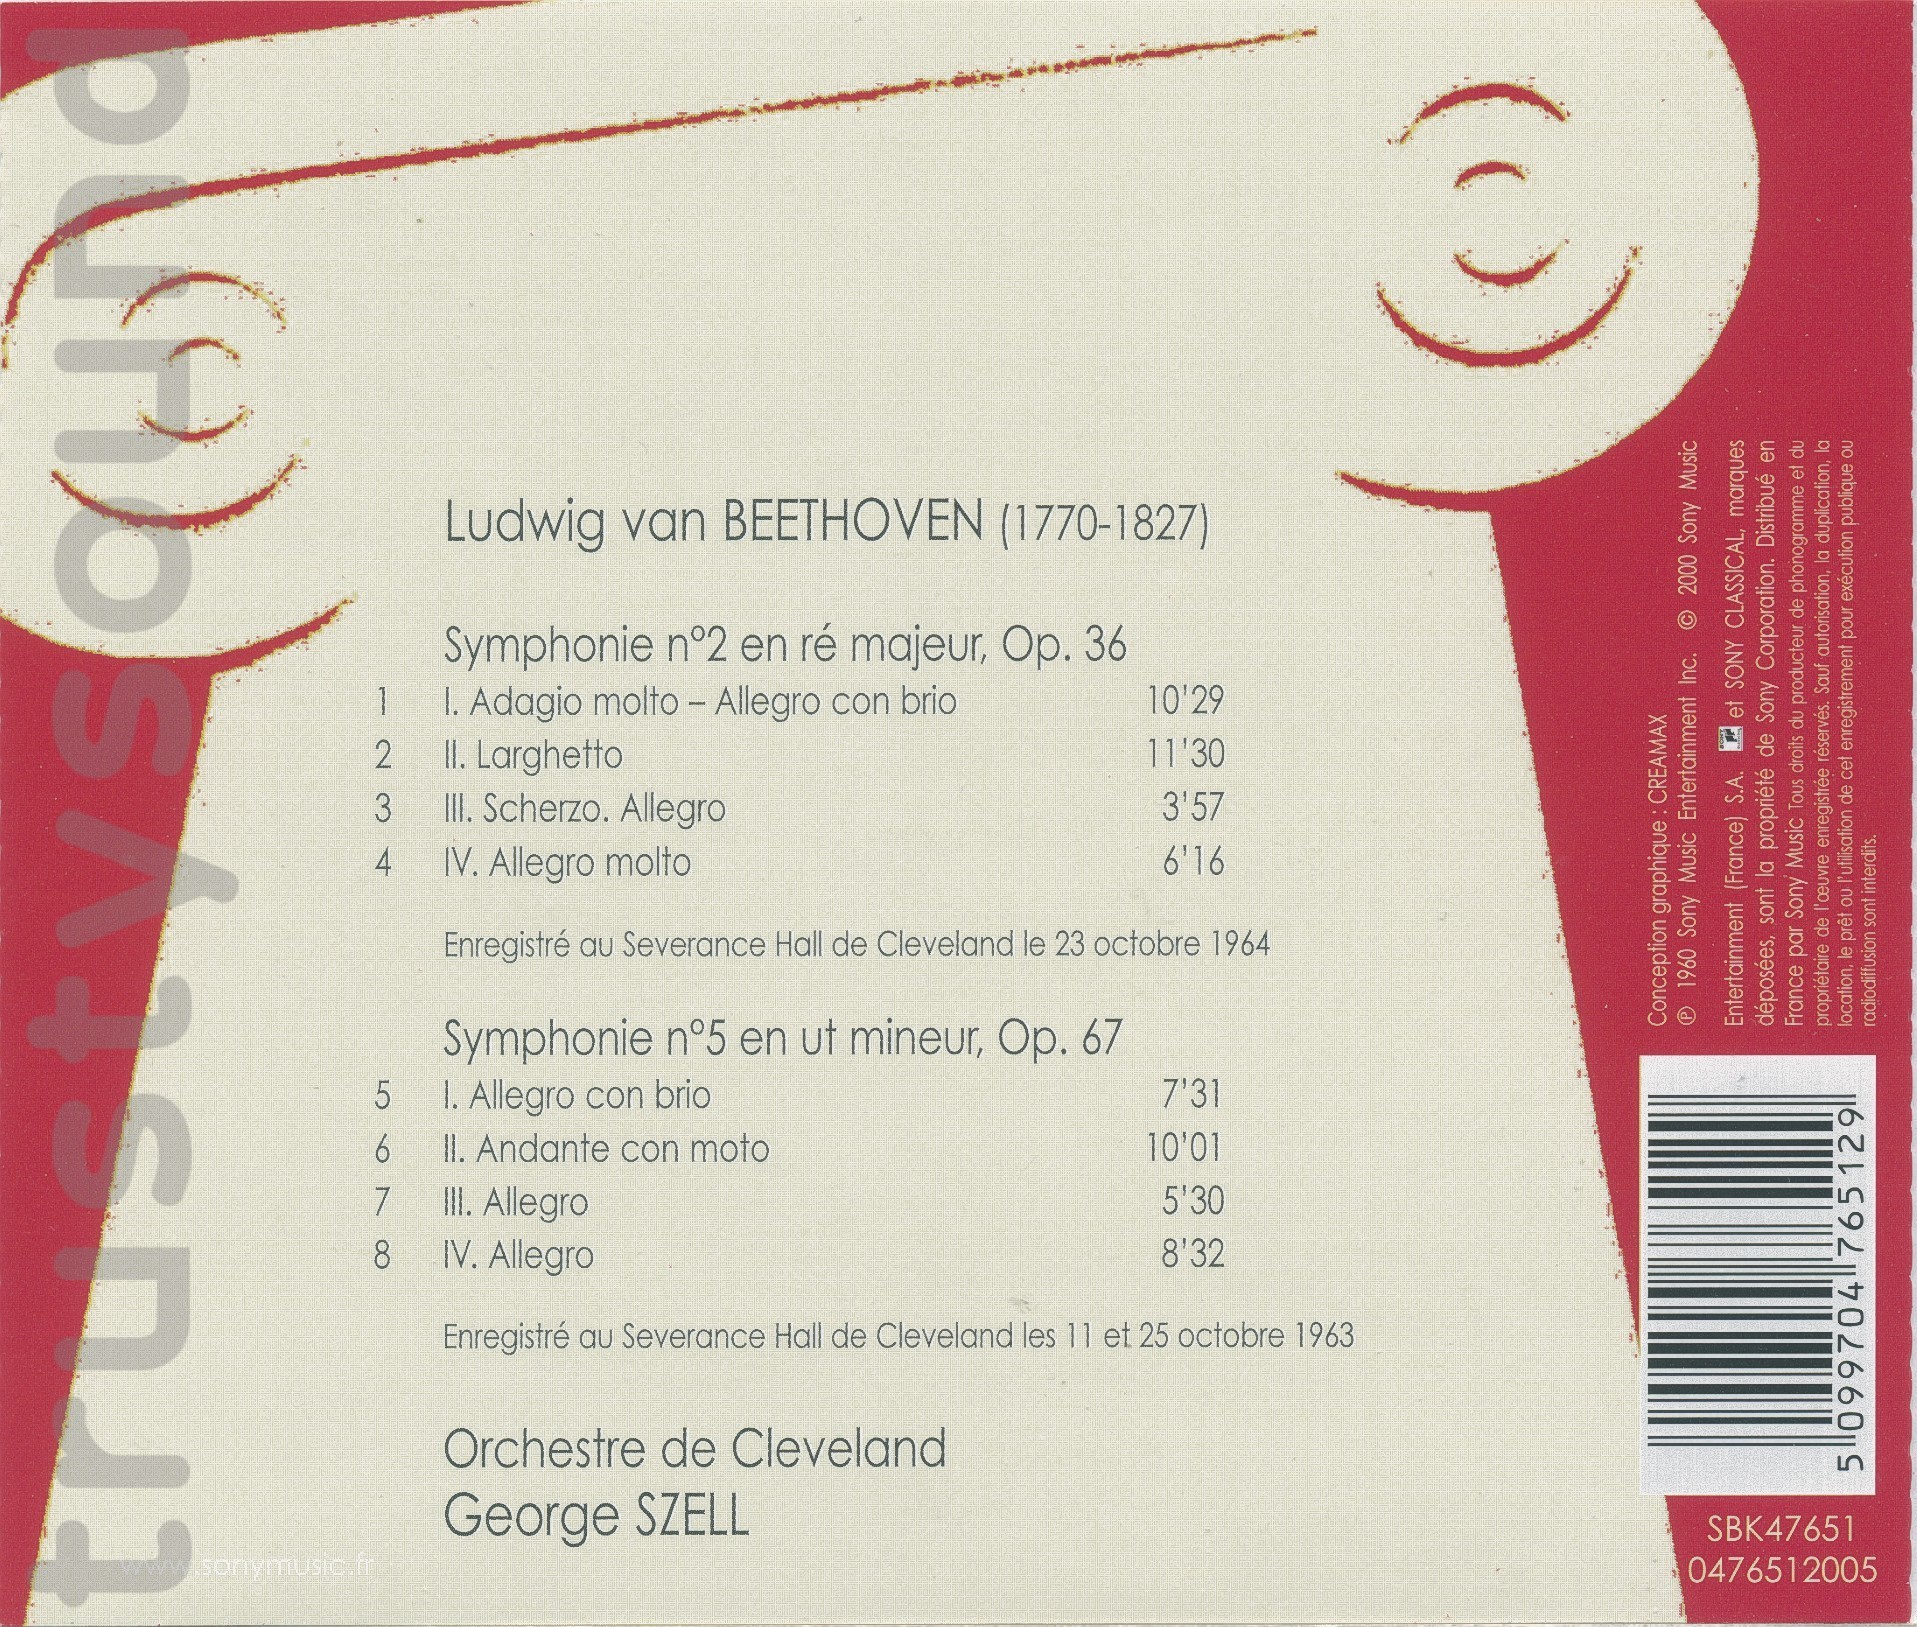 Ludwig van BEETHOVEN (1770-1827)
Symphonie n°2 en ré majeur, Op. 36
1 I. Adagio molto – Allegro con brio 10'29
2 II. Larghetto 11'30
3 III. Scherzo. Allegro 3'57
4 IV. Allegro molto 6'16
Enregistré au Severance Hall de Cleveland le 23 octobre 1964
Symphonie n°5 en ut mineur, Op. 67
5 I. Allegro con brio 7'31
6 II. Andante con moto 10'01
7 III. Allegro 5'30
8 IV. Allegro 8'32
Enregistré au Severance Hall de Cleveland les 11 et 25 octobre 1963
Orchestre de Cleveland
George SZELL
www.sonymusic.fr
trustysound
Conception graphique : CREAMAX
℗ 1960 Sony Music Entertainment Inc. © 2000 Sony Music
Entertainment (France) S.A. et SONY CLASSICAL, marques
déposées, sont la propriété de Sony Corporation. Distribué en
France par Sony Music Tous droits du producteur de phonogramme et du
propriétaire de l'œuvre enregistrée réservés. Sauf autorisation, la duplication, la
location, le prêt ou l'utilisation de cet enregistrement pour exécution publique ou
radiodiffusion sont interdits.
5 099704 765129
SBK47651
0476512005